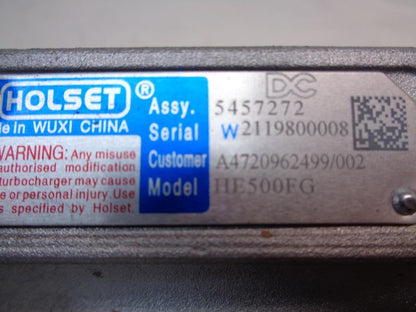 HOLSET®
e in WUXI CHINA
WARNING: Any misuse
authorised modification
turbocharger may cause
e or personal injury. Use
s specified by Holset.
DC
Assy. 5457272
Serial W2119800008
Customer A4720962499/002
Model HE500FG